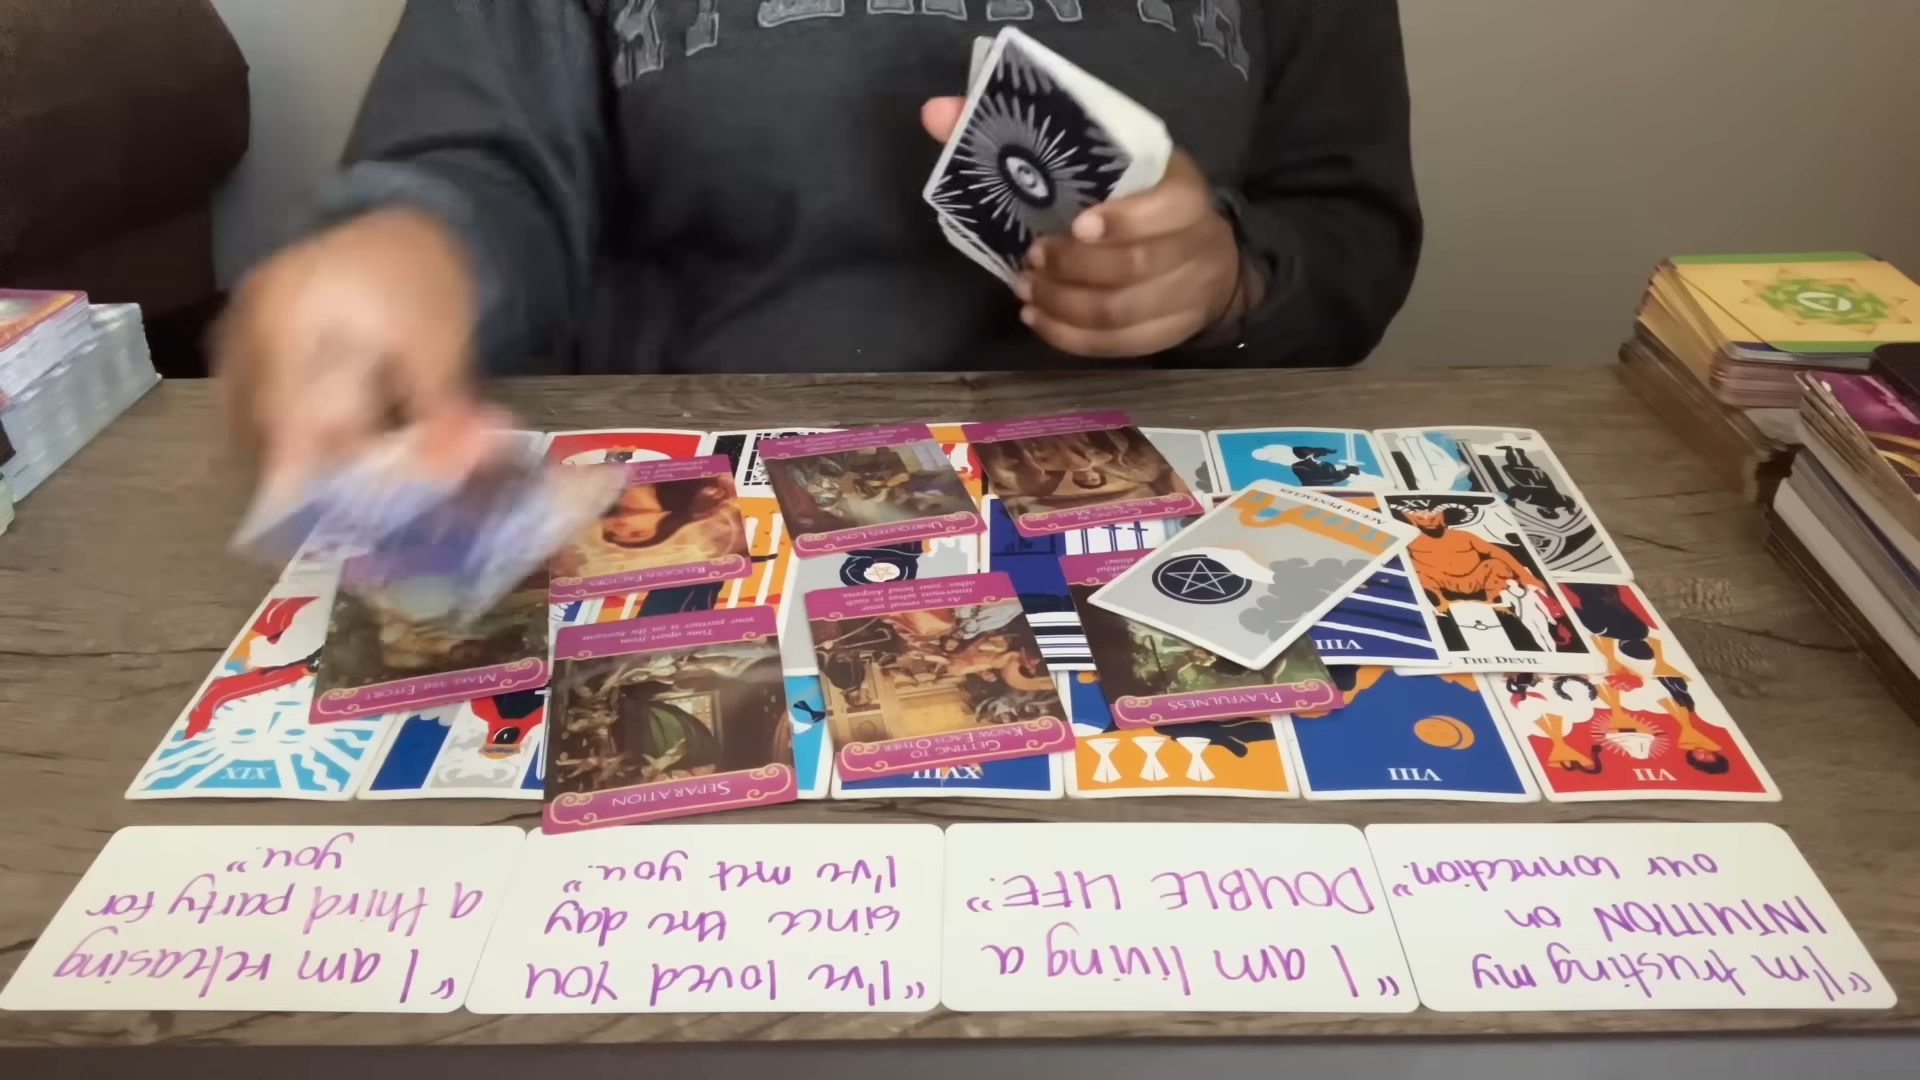 ACE OF PENTACLES
XV
THE DEVIL
VIII
UNREQUITED LOVE
RELIGIOUS FACTORS
MAKE THE EFFORT
Time apart from
your partner is on the horizon
SEPARATION
As you reveal your
innermost selves to each
other, your bond deepens.
GETTING TO
KNOW EACH OTHER
PLAYFULNESS
XIX
XVIII
VIII
VII
"I am releasing
a third party for
you."
"I've loved you
since the day
I've met you."
"I am living a
DOUBLE LIFE."
"I'm trusting my
INTUITION on
our connection."